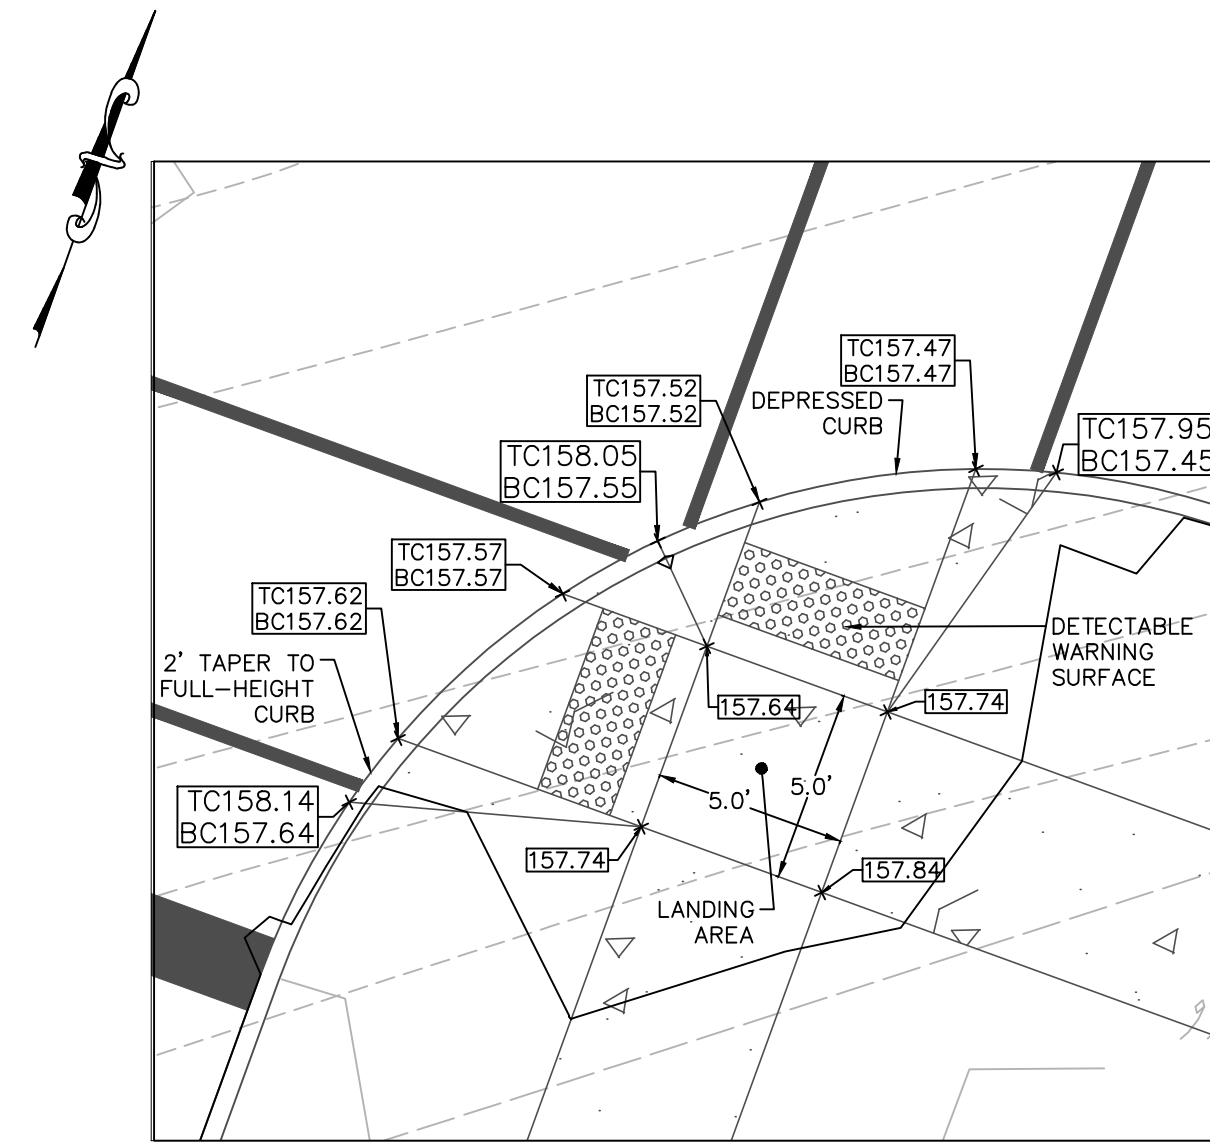 TC157.47
BC157.47
TC157.52
BC157.52
DEPRESSED
CURB
TC157.95
BC157.45
TC158.05
BC157.55
TC157.57
BC157.57
TC157.62
BC157.62
2' TAPER TO
FULL-HEIGHT
CURB
DETECTABLE
WARNING
SURFACE
157.64
157.74
5.0'
5.0'
TC158.14
BC157.64
157.74
157.84
LANDING
AREA